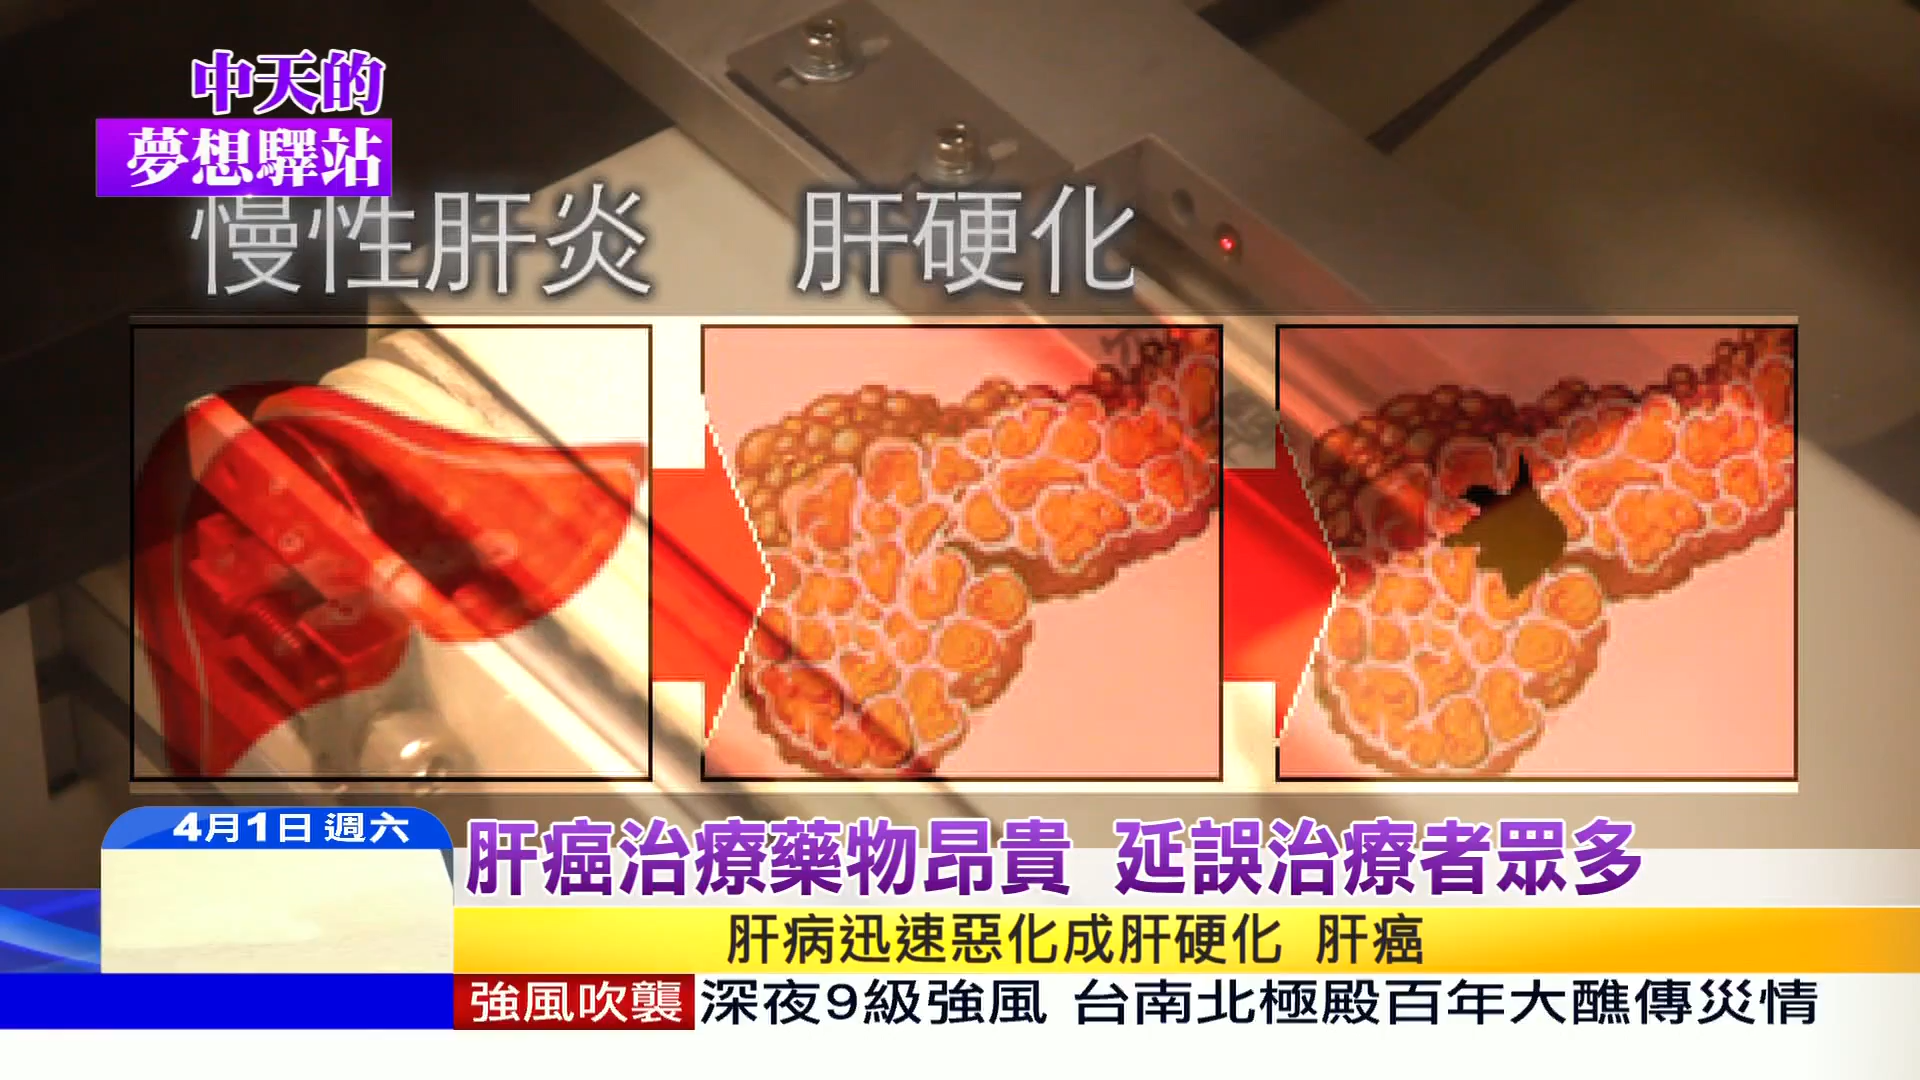 中天的
夢想驛站
慢性肝炎 肝硬化
4月1日 週六
肝癌治療藥物昂貴 延誤治療者眾多
肝病迅速惡化成肝硬化 肝癌
強風吹襲 深夜9級強風 台南北極殿百年大醮傳災情